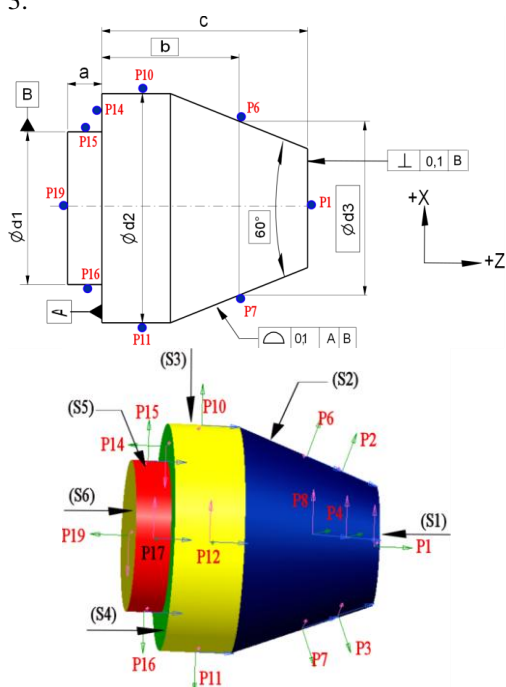 3.
c
b
a
P10
B
P14
P6
P15
⊥ 0,1 B
P19
P1
+X
Ød1
Ød2
60°
Ød3
+Z
P16
A
P7
P11
⌓ 0,1 A B
(S3)
(S2)
(S5)
P15
P10
P6
P14
P2
(S6)
P8
P4
(S1)
P19
P17
P12
P1
(S4)
P16
P7
P3
P11